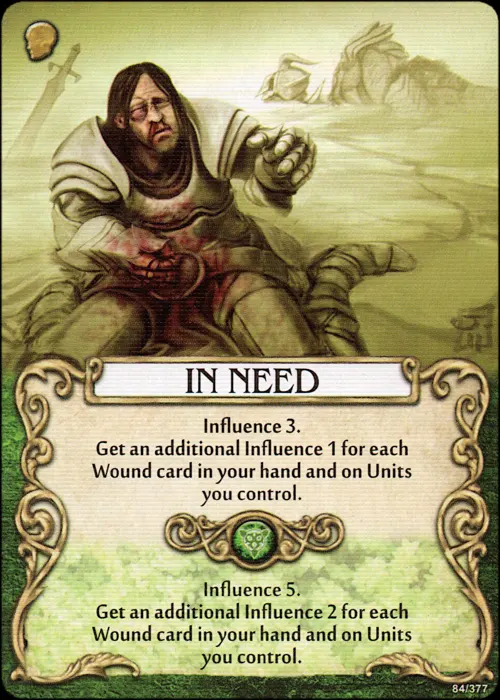 IN NEED
Influence 3.
Get an additional Influence 1 for each
Wound card in your hand and on Units
you control.
Influence 5.
Get an additional Influence 2 for each
Wound card in your hand and on Units
you control.
84/377